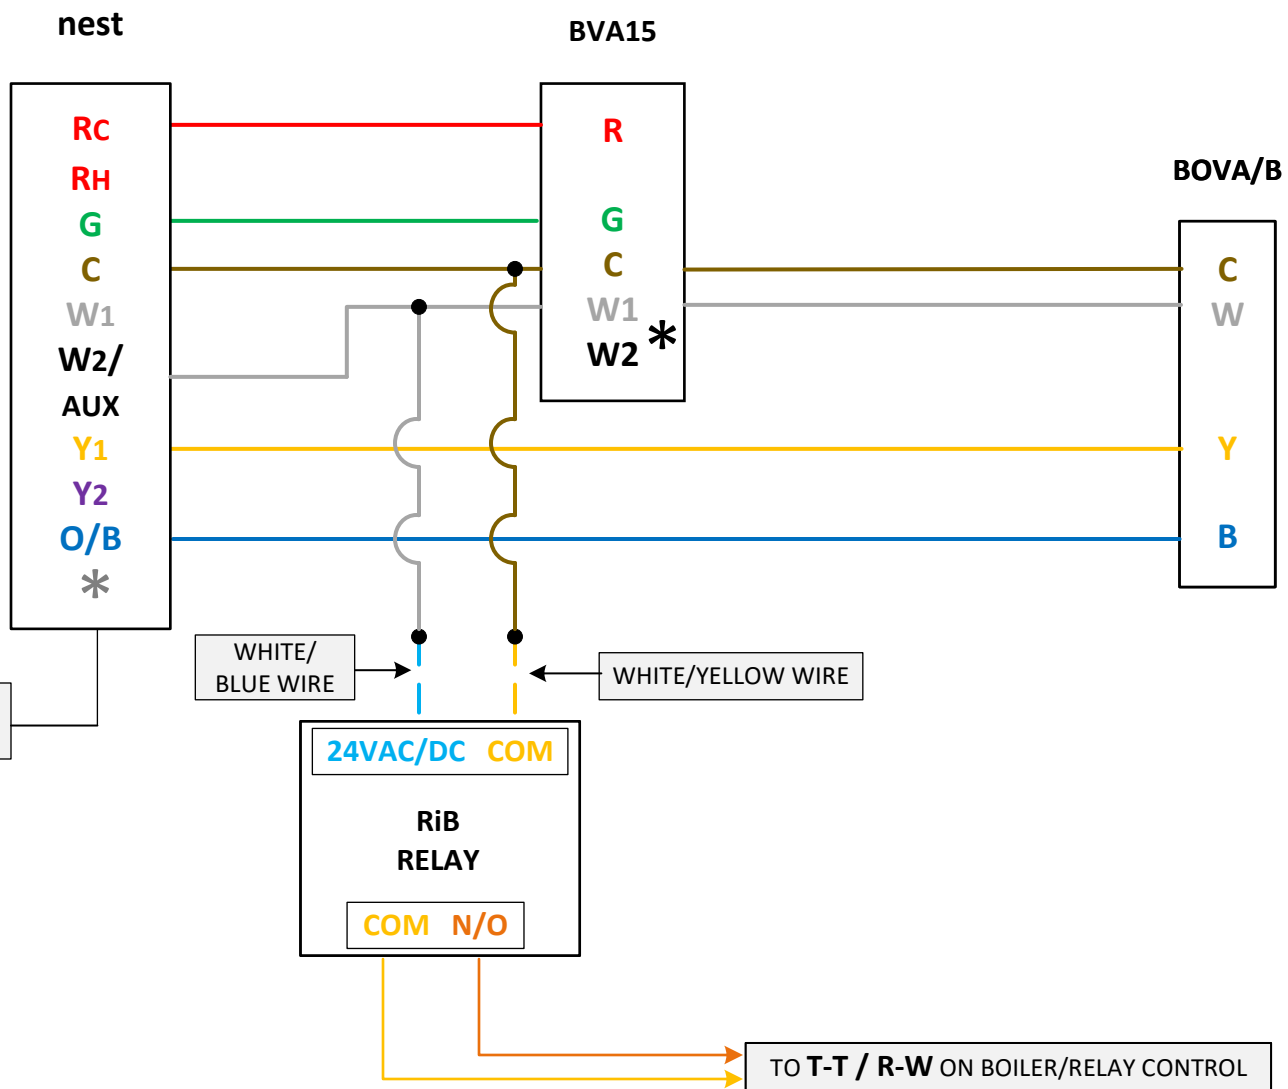 nest
BVA15
BOVA/B
RC
RH
G
C
W1
W2/
AUX
Y1
Y2
O/B
*
R
G
C
W1
W2 *
C
W
Y
B
WHITE/
BLUE WIRE
WHITE/YELLOW WIRE
24VAC/DC COM
RiB
RELAY
COM N/O
TO T-T / R-W ON BOILER/RELAY CONTROL